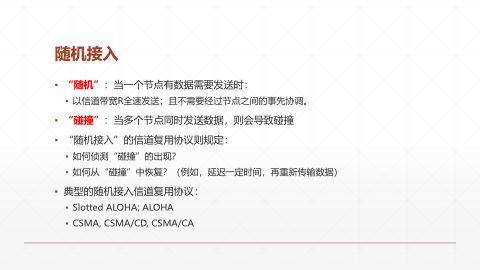 随机接入
“随机”：当一个节点有数据需要发送时：
以信道带宽R全速发送；且不需要经过节点之间的事先协调。
“碰撞”：当多个节点同时发送数据，则会导致碰撞
“随机接入”的信道复用协议则规定：
如何侦测“碰撞”的出现？
如何从“碰撞”中恢复？（例如，延迟一定时间，再重新传输数据）
典型的随机接入信道复用协议：
Slotted ALOHA; ALOHA
CSMA, CSMA/CD, CSMA/CA